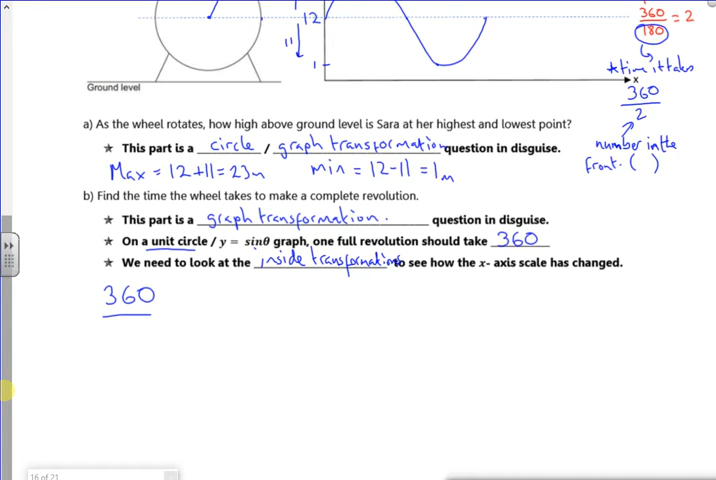 360
180
= 2
12
11
1
x
* time it takes
360
2
number in the
front. ( )
Ground level
a) As the wheel rotates, how high above ground level is Sara at her highest and lowest point?
★ This part is a circle / graph transformation question in disguise.
Max = 12+11 = 23m min = 12-11 = 1m
b) Find the time the wheel takes to make a complete revolution.
★ This part is a graph transformation. question in disguise.
★ On a unit circle / y = sinθ graph, one full revolution should take 360
★ We need to look at the inside transformations to see how the x- axis scale has changed.
360
16 of 21